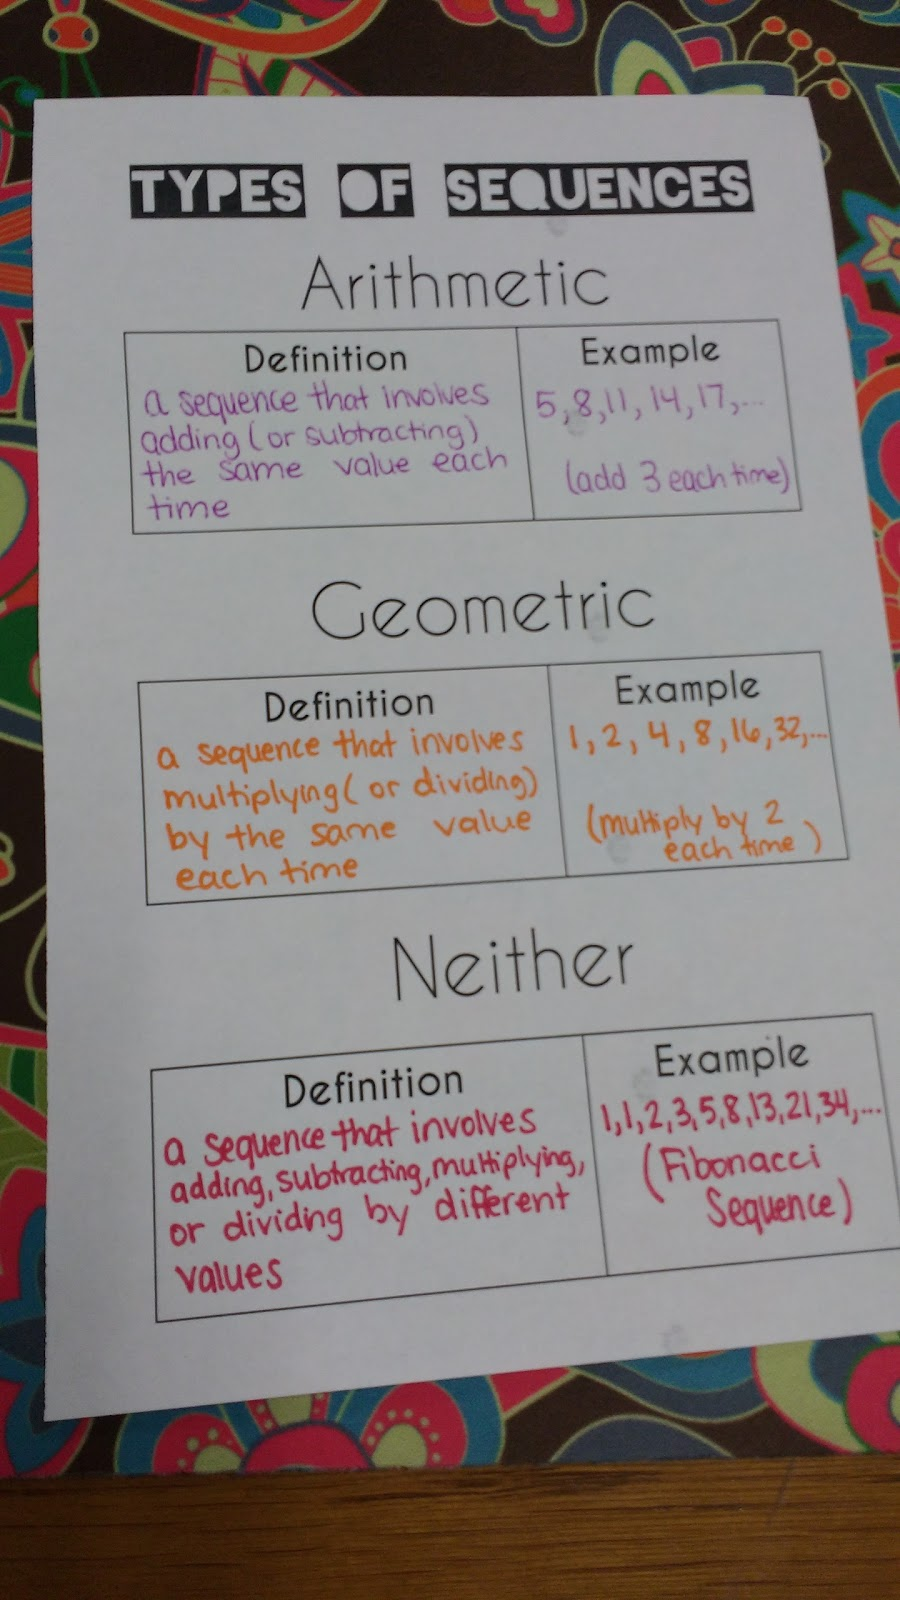 TYPES OF SEQUENCES
Arithmetic
Definition
a sequence that involves
adding (or subtracting)
the same value each
time
Example
5, 8, 11, 14, 17, ...
(add 3 each time)
Geometric
Definition
a sequence that involves
multiplying (or dividing)
by the same value
each time
Example
1, 2, 4, 8, 16, 32, ...
(multiply by 2
each time)
Neither
Definition
a sequence that involves
adding, subtracting, multiplying,
or dividing by different
values
Example
1, 1, 2, 3, 5, 8, 13, 21, 34, ...
(Fibonacci
Sequence)